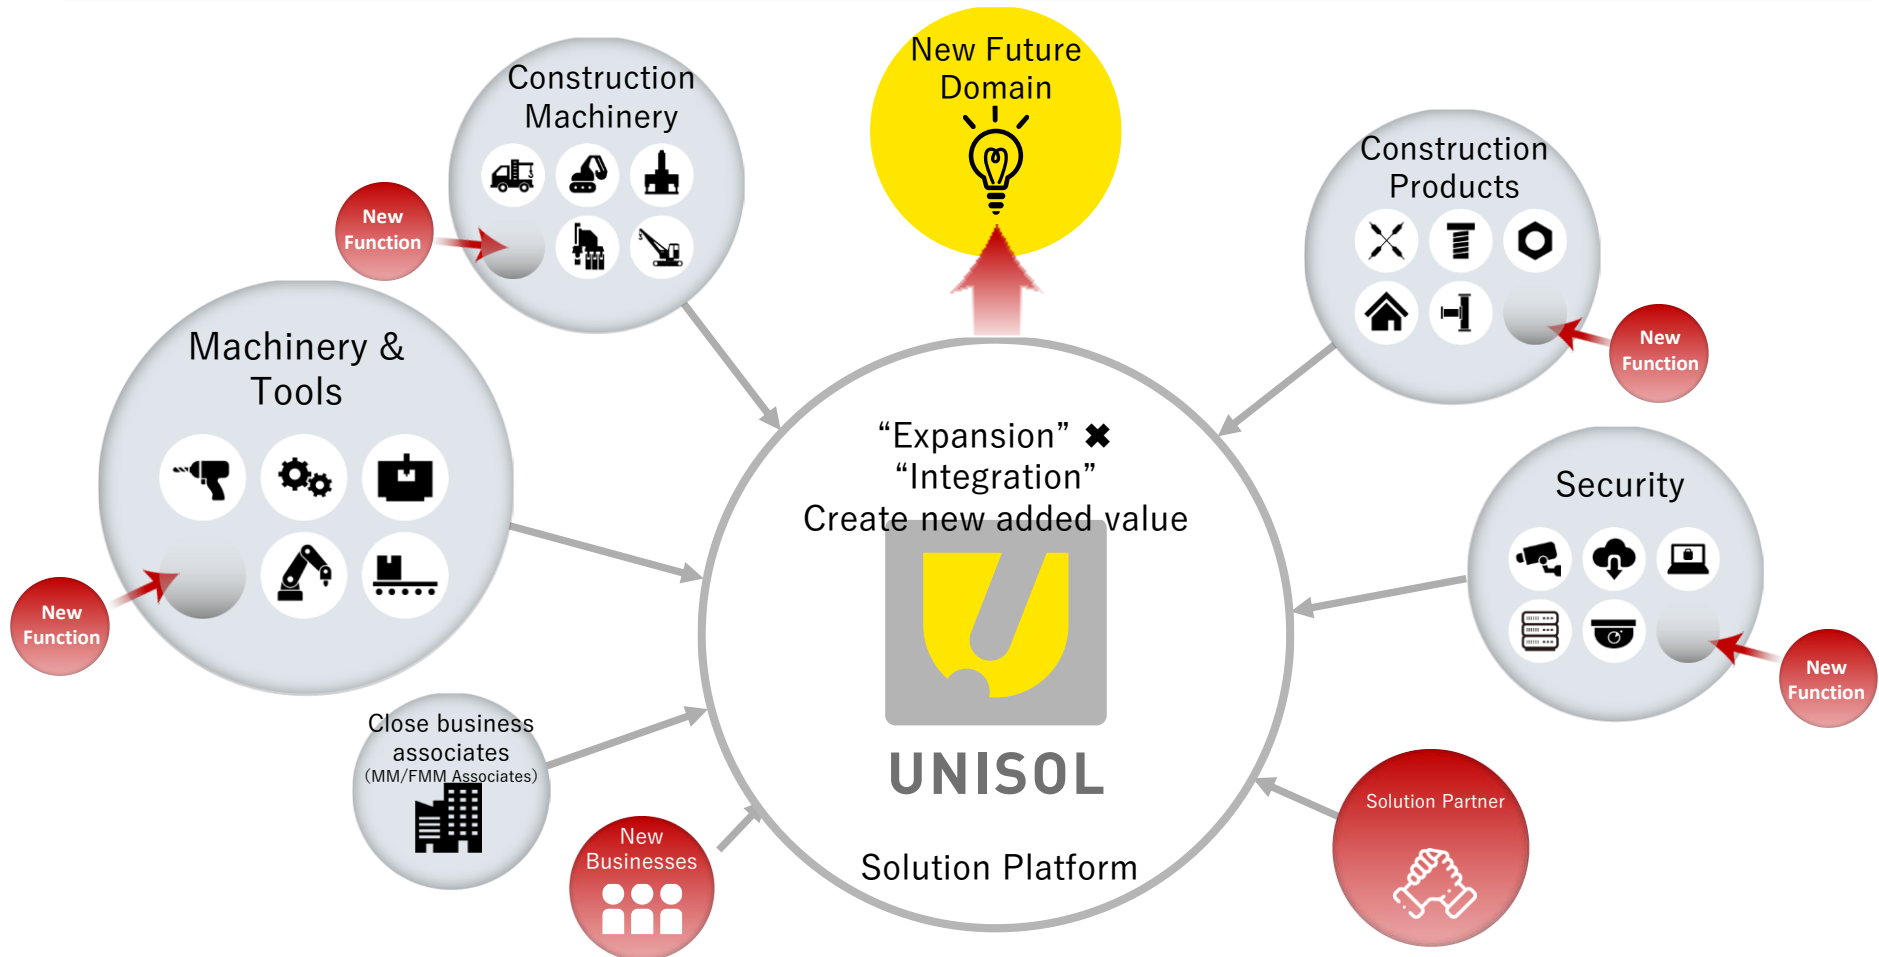 New Future
Domain
Construction
Machinery
New
Function
Construction
Products
New
Function
Machinery &
Tools
New
Function
Security
New
Function
“Expansion” ✖
“Integration”
Create new added value
UNISOL
Solution Platform
Close business
associates
(MM/FMM Associates)
New
Businesses
Solution Partner